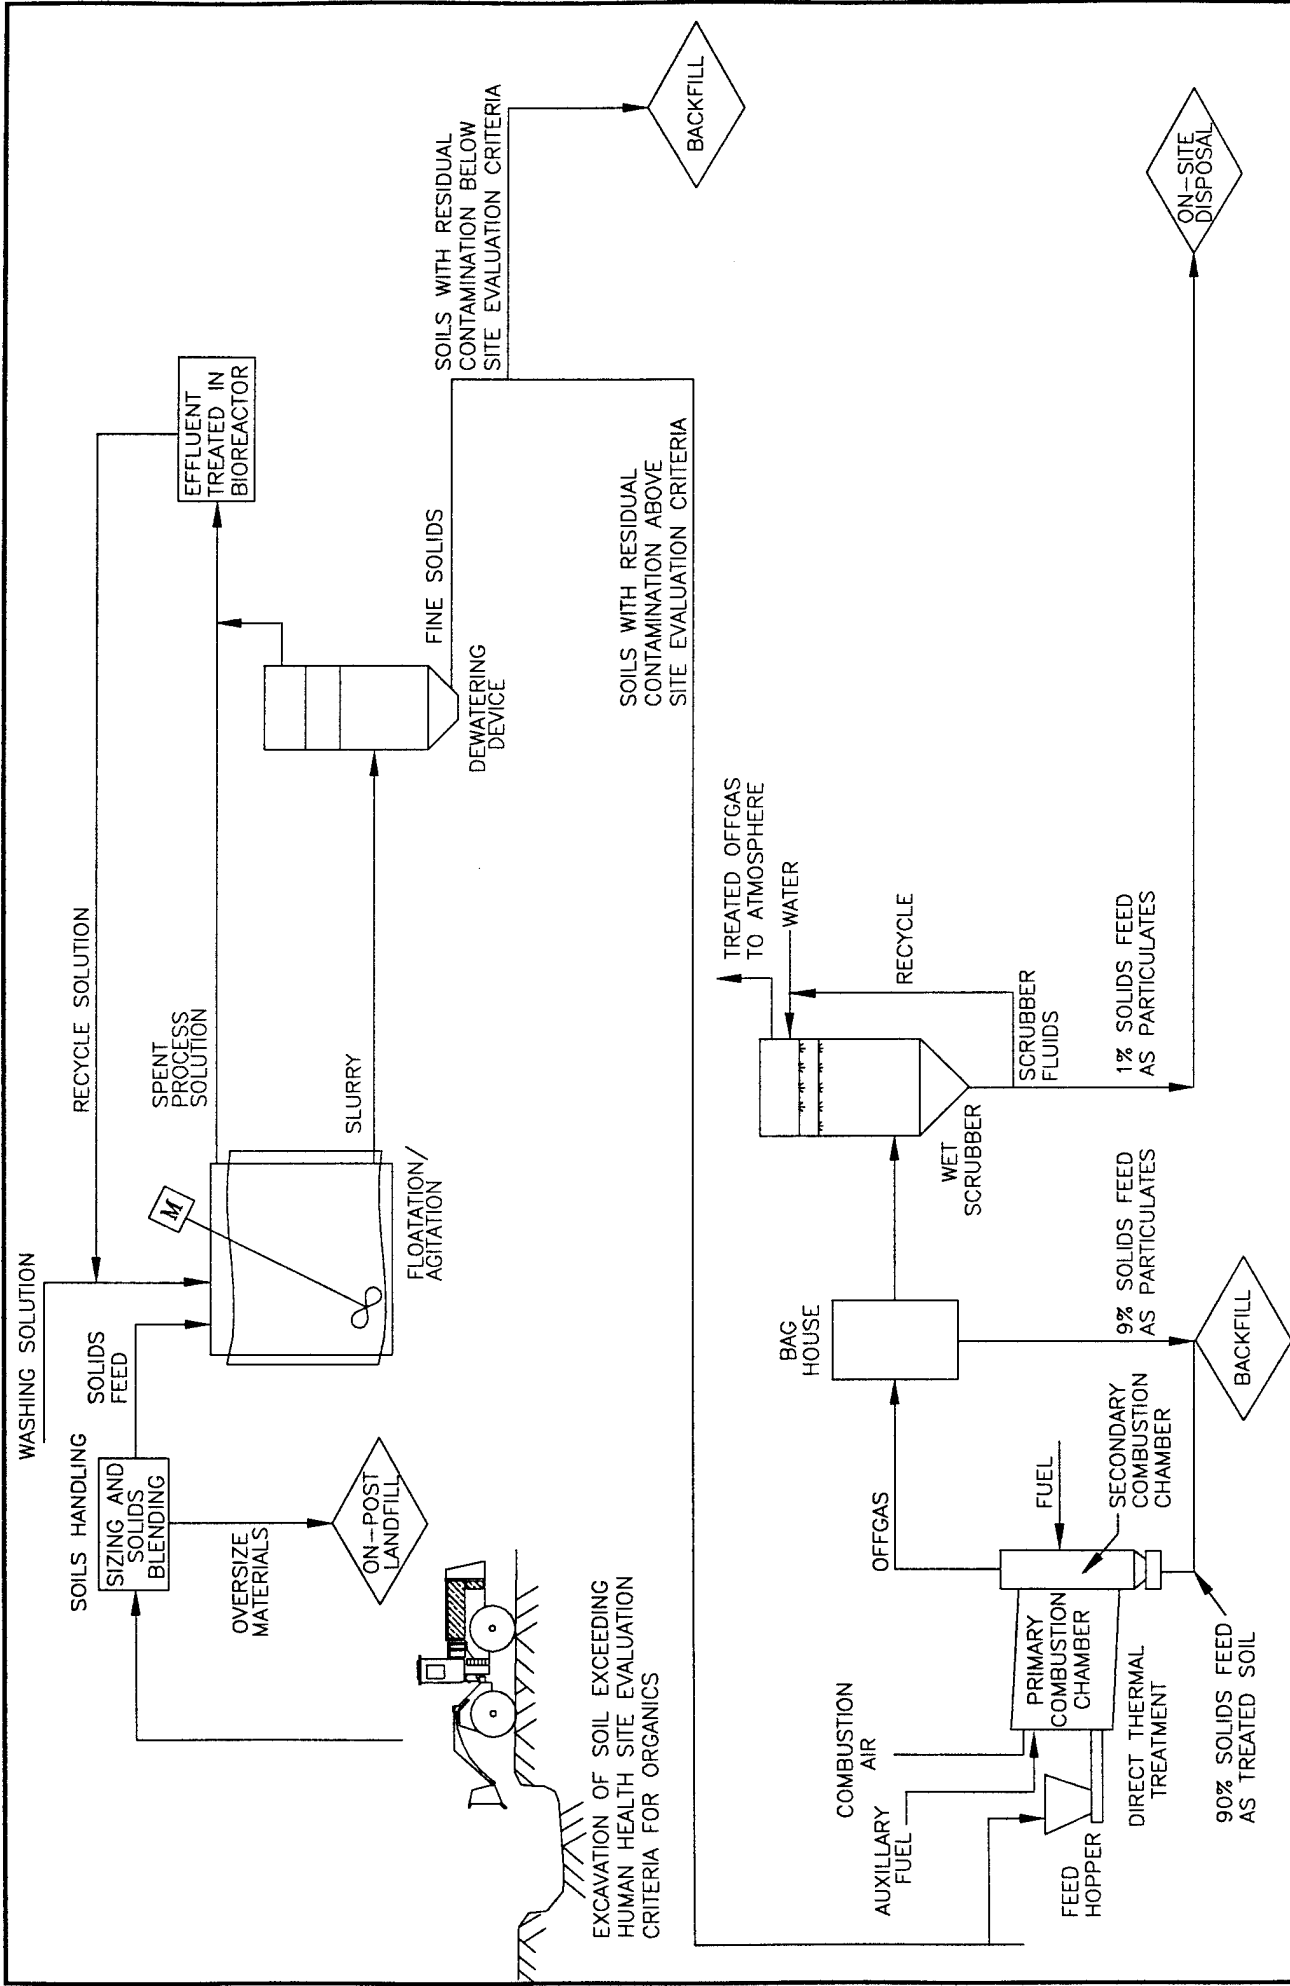 WASHING SOLUTION
RECYCLE SOLUTION
SOILS HANDLING
SIZING AND
SOLIDS
BLENDING
SOLIDS
FEED
OVERSIZE
MATERIALS
ON-POST
LANDFILL
M
FLOATATION/
AGITATION
SPENT
PROCESS
SOLUTION
SLURRY
EFFLUENT
TREATED IN
BIOREACTOR
DEWATERING
DEVICE
FINE SOLIDS
SOILS WITH RESIDUAL
CONTAMINATION BELOW
SITE EVALUATION CRITERIA
BACKFILL
EXCAVATION OF SOIL EXCEEDING
HUMAN HEALTH SITE EVALUATION
CRITERIA FOR ORGANICS
SOILS WITH RESIDUAL
CONTAMINATION ABOVE
SITE EVALUATION CRITERIA
COMBUSTION
AIR
AUXILLARY
FUEL
FEED
HOPPER
PRIMARY
COMBUSTION
CHAMBER
DIRECT THERMAL
TREATMENT
OFFGAS
FUEL
SECONDARY
COMBUSTION
CHAMBER
90% SOLIDS FEED
AS TREATED SOIL
BAG
HOUSE
9% SOLIDS FEED
AS PARTICULATES
BACKFILL
WET
SCRUBBER
TREATED OFFGAS
TO ATMOSPHERE
WATER
RECYCLE
SCRUBBER
FLUIDS
1% SOLIDS FEED
AS PARTICULATES
ON-SITE
DISPOSAL